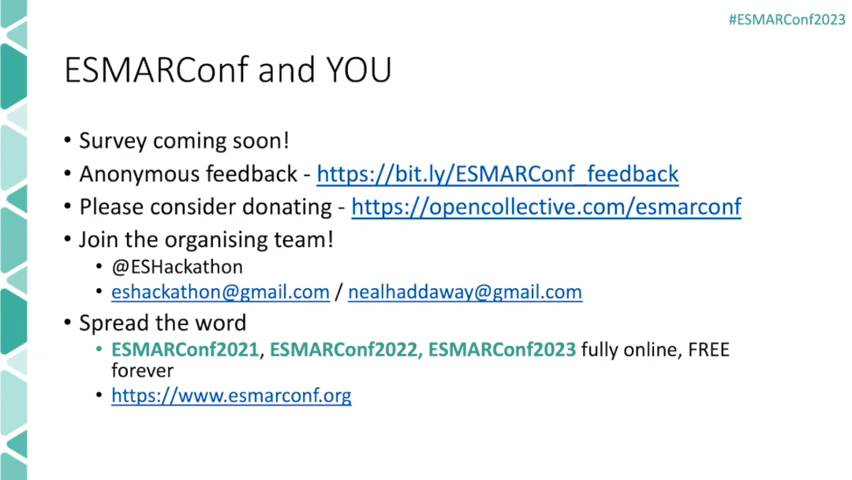 #ESMARConf2023
ESMARConf and YOU
• Survey coming soon!
• Anonymous feedback - https://bit.ly/ESMARConf_feedback
• Please consider donating - https://opencollective.com/esmarconf
• Join the organising team!
• @ESHackathon
• eshackathon@gmail.com / nealhaddaway@gmail.com
• Spread the word
• ESMARConf2021, ESMARConf2022, ESMARConf2023 fully online, FREE
forever
• https://www.esmarconf.org